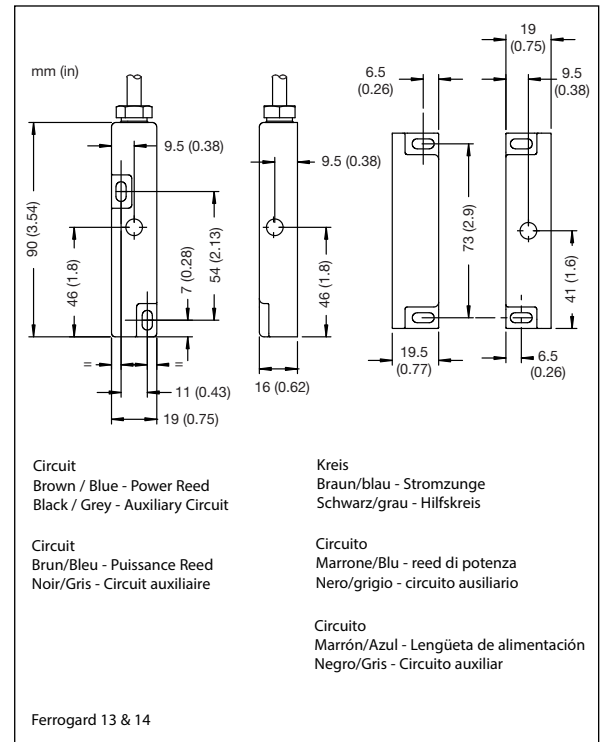 mm (in)
9.5 (0.38)
90 (3.54)
46 (1.8)
7 (0.28)
54 (2.13)
=
=
11 (0.43)
19 (0.75)
9.5 (0.38)
46 (1.8)
16 (0.62)
6.5
(0.26)
73 (2.9)
19.5
(0.77)
19
(0.75)
9.5
(0.38)
41 (1.6)
6.5
(0.26)
Circuit
Brown / Blue - Power Reed
Black / Grey - Auxiliary Circuit
Circuit
Brun/Bleu - Puissance Reed
Noir/Gris - Circuit auxiliaire
Kreis
Braun/blau - Stromzunge
Schwarz/grau - Hilfskreis
Circuito
Marrone/Blu - reed di potenza
Nero/grigio - circuito ausiliario
Circuito
Marrón/Azul - Lengüeta de alimentación
Negro/Gris - Circuito auxiliar
Ferrogard 13 & 14